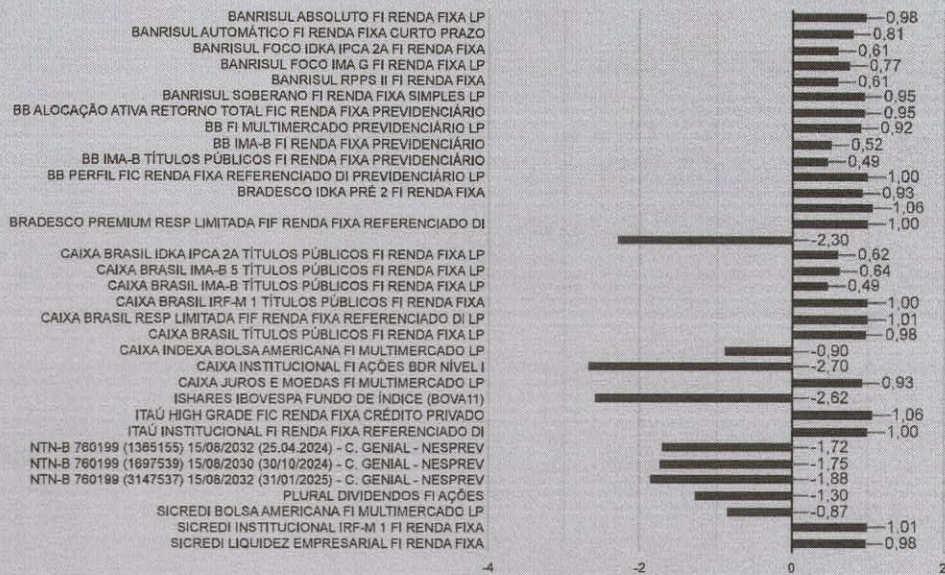 BANRISUL ABSOLUTO FI RENDA FIXA LP 0,98
BANRISUL AUTOMÁTICO FI RENDA FIXA CURTO PRAZO 0,81
BANRISUL FOCO IDKA IPCA 2A FI RENDA FIXA 0,61
BANRISUL FOCO IMA G FI RENDA FIXA LP 0,77
BANRISUL RPPS II FI RENDA FIXA 0,61
BANRISUL SOBERANO FI RENDA FIXA SIMPLES LP 0,95
BB ALOCAÇÃO ATIVA RETORNO TOTAL FIC RENDA FIXA PREVIDENCIÁRIO 0,95
BB FI MULTIMERCADO PREVIDENCIÁRIO LP 0,92
BB IMA-B FI RENDA FIXA PREVIDENCIÁRIO 0,52
BB IMA-B TÍTULOS PÚBLICOS FI RENDA FIXA PREVIDENCIÁRIO 0,49
BB PERFIL FIC RENDA FIXA REFERENCIADO DI PREVIDENCIÁRIO LP 1,00
BRADESCO IDKA PRÉ 2 FI RENDA FIXA 0,93
1,06
BRADESCO PREMIUM RESP LIMITADA FIF RENDA FIXA REFERENCIADO DI 1,00
-2,30
CAIXA BRASIL IDKA IPCA 2A TÍTULOS PÚBLICOS FI RENDA FIXA LP 0,62
CAIXA BRASIL IMA-B 5 TÍTULOS PÚBLICOS FI RENDA FIXA LP 0,64
CAIXA BRASIL IMA-B TÍTULOS PÚBLICOS FI RENDA FIXA LP 0,49
CAIXA BRASIL IRF-M 1 TÍTULOS PÚBLICOS FI RENDA FIXA 1,00
CAIXA BRASIL RESP LIMITADA FIF RENDA FIXA REFERENCIADO DI LP 1,01
CAIXA BRASIL TÍTULOS PÚBLICOS FI RENDA FIXA LP 0,98
CAIXA INDEXA BOLSA AMERICANA FI MULTIMERCADO LP -0,90
CAIXA INSTITUCIONAL FI AÇÕES BDR NÍVEL I -2,70
CAIXA JUROS E MOEDAS FI MULTIMERCADO LP 0,93
ISHARES IBOVESPA FUNDO DE ÍNDICE (BOVA11) -2,62
ITAÚ HIGH GRADE FIC RENDA FIXA CRÉDITO PRIVADO 1,06
ITAÚ INSTITUCIONAL FI RENDA FIXA REFERENCIADO DI 1,00
NTN-B 760199 (1365155) 15/08/2032 (25.04.2024) - C. GENIAL - NESPREV -1,72
NTN-B 760199 (1697539) 15/08/2030 (30/10/2024) - C. GENIAL - NESPREV -1,75
NTN-B 760199 (3147537) 15/08/2032 (31/01/2025) - C. GENIAL - NESPREV -1,88
PLURAL DIVIDENDOS FI AÇÕES -1,30
SICREDI BOLSA AMERICANA FI MULTIMERCADO LP -0,87
SICREDI INSTITUCIONAL IRF-M 1 FI RENDA FIXA 1,01
SICREDI LIQUIDEZ EMPRESARIAL FI RENDA FIXA 0,98
-4 -2 0 2